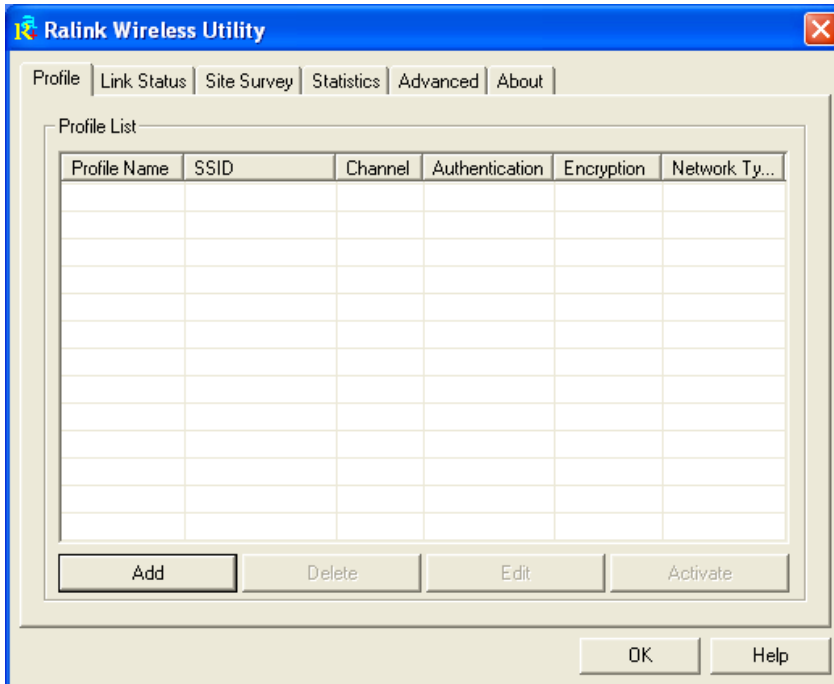 Ralink Wireless Utility
Profile Link Status Site Survey Statistics Advanced About
Profile List
Profile Name SSID Channel Authentication Encryption Network Ty...
Add Delete Edit Activate
OK Help